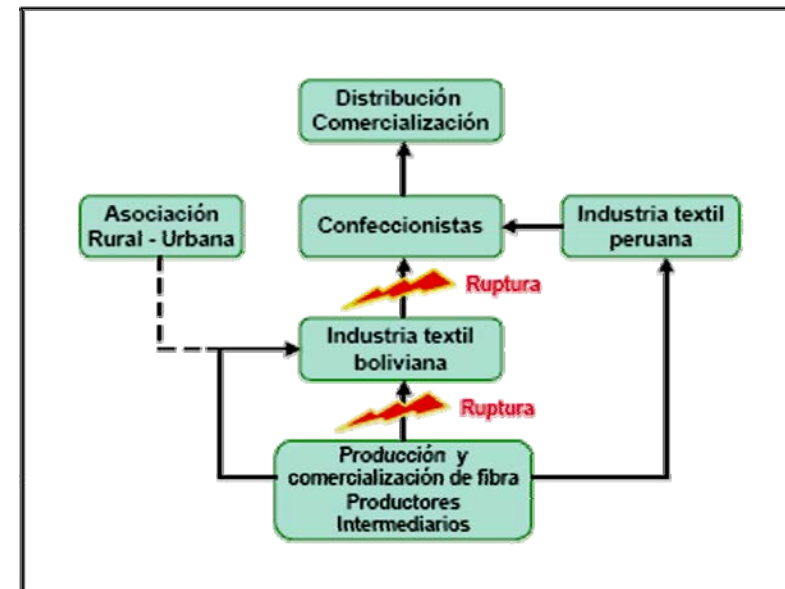 Distribución
Comercialización
Asociación
Rural - Urbana
Confeccionistas
Industria textil
peruana
Ruptura
Industria textil
boliviana
Ruptura
Producción y
comercialización de fibra
Productores
Intermediarios